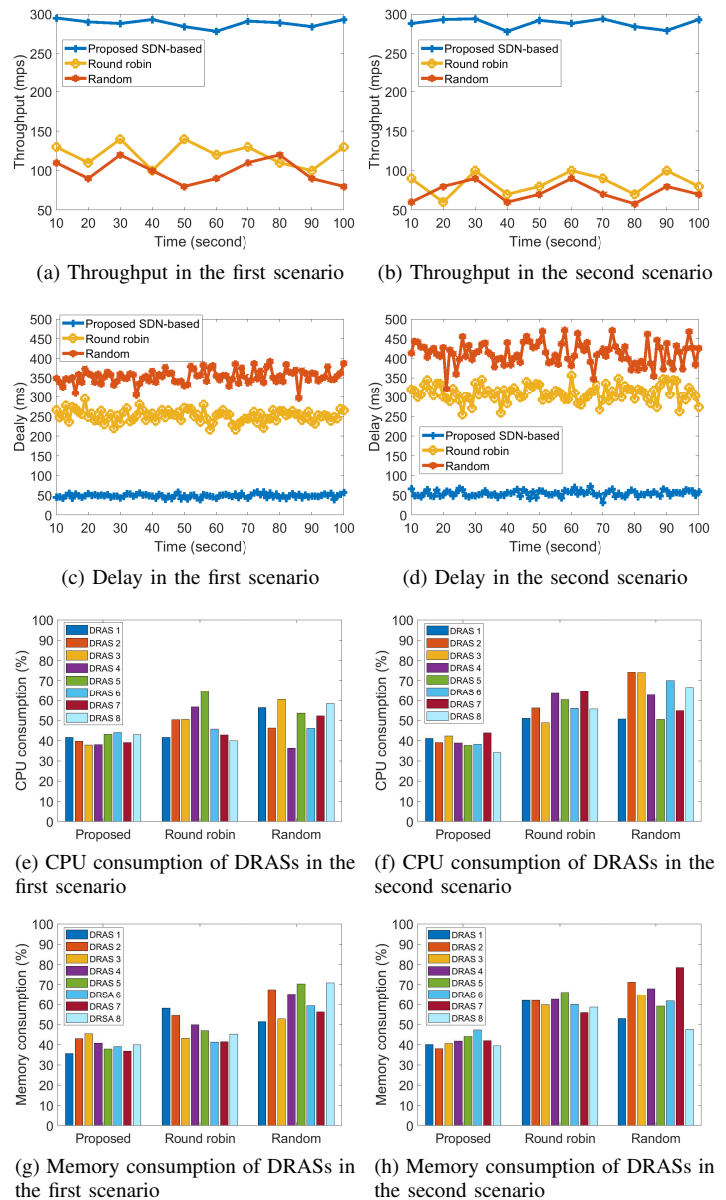 300
250
200
150
100
50
Throughput (mps)
Proposed SDN-based
Round robin
Random
10 20 30 40 50 60 70 80 90 100
Time (second)
(a) Throughput in the first scenario
300
250
200
150
100
50
Throughput (mps)
Proposed SDN-based
Round robin
Random
10 20 30 40 50 60 70 80 90 100
Time (second)
(b) Throughput in the second scenario
500
450
400
350
300
250
200
150
100
50
0
Dealy (ms)
Proposed SDN-based
Round robin
Random
10 20 30 40 50 60 70 80 90 100
Time (second)
(c) Delay in the first scenario
500
450
400
350
300
250
200
150
100
50
0
Delay (ms)
Proposed SDN-based
Round robin
Random
10 20 30 40 50 60 70 80 90 100
Time (second)
(d) Delay in the second scenario
100
90
80
70
60
50
40
30
20
10
0
CPU consumption (%)
DRAS 1
DRAS 2
DRAS 3
DRAS 4
DRAS 5
DRAS 6
DRAS 7
DRAS 8
Proposed Round robin Random
(e) CPU consumption of DRASs in the
first scenario
100
90
80
70
60
50
40
30
20
10
0
CPU consumption (%)
DRAS 1
DRAS 2
DRAS 3
DRAS 4
DRAS 5
DRAS 6
DRAS 7
DRAS 8
Proposed Round robin Random
(f) CPU consumption of DRASs in the
second scenario
100
90
80
70
60
50
40
30
20
10
0
Memory consumption (%)
DRAS 1
DRAS 2
DRAS 3
DRAS 4
DRAS 5
DRAS 6
DRAS 7
DRSA 8
Proposed Round robin Random
(g) Memory consumption of DRASs in
the first scenario
100
90
80
70
60
50
40
30
20
10
0
Memory consumption (%)
DRAS 1
DRAS 2
DRAS 3
DRAS 4
DRAS 5
DRAS 6
DRAS 7
DRAS 8
Proposed Round robin Random
(h) Memory consumption of DRASs in
the second scenario